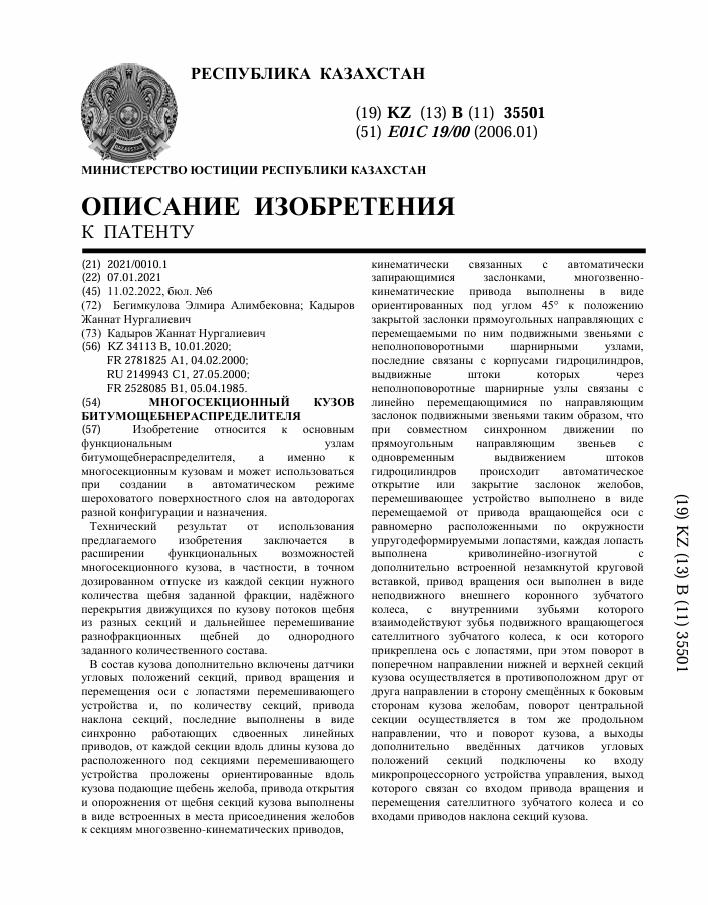 РЕСПУБЛИКА КАЗАХСТАН
(19) KZ (13) B (11) 35501
(51) E01C 19/00 (2006.01)
МИНИСТЕРСТВО ЮСТИЦИИ РЕСПУБЛИКИ КАЗАХСТАН
ОПИСАНИЕ ИЗОБРЕТЕНИЯ
К ПАТЕНТУ
(21) 2021/0010.1
(22) 07.01.2021
(45) 11.02.2022, бюл. №6
(72) Бегимкулова Элмира Алимбековна; Кадыров
Жаннат Нургалиевич
(73) Кадыров Жаннат Нургалиевич
(56) KZ 34113 B, 10.01.2020;
FR 2781825 A1, 04.02.2000;
RU 2149943 C1, 27.05.2000;
FR 2528085 B1, 05.04.1985.
(54) МНОГОСЕКЦИОННЫЙ КУЗОВ
БИТУМОЩЕБНЕРАСПРЕДЕЛИТЕЛЯ
(57) Изобретение относится к основным
функциональным узлам
битумощебнераспределителя, а именно к
многосекционным кузовам и может использоваться
при создании в автоматическом режиме
шероховатого поверхностного слоя на автодорогах
разной конфигурации и назначения.
Технический результат от использования
предлагаемого изобретения заключается в
расширении функциональных возможностей
многосекционного кузова, в частности, в точном
дозированном отпуске из каждой секции нужного
количества щебня заданной фракции, надёжного
перекрытия движущихся по кузову потоков щебня
из разных секций и дальнейшее перемешивание
разнофракционных щебней до однородного
заданного количественного состава.
В состав кузова дополнительно включены датчики
угловых положений секций, привод вращения и
перемещения оси с лопастями перемешивающего
устройства и, по количеству секций, привода
наклона секций, последние выполнены в виде
синхронно работающих сдвоенных линейных
приводов, от каждой секции вдоль длины кузова до
расположенного под секциями перемешивающего
устройства проложены ориентированные вдоль
кузова подающие щебень желоба, привода открытия
и опорожнения от щебня секций кузова выполнены
в виде встроенных в места присоединения желобов
к секциям многозвенно-кинематических приводов,
кинематически связанных с автоматически
запирающимися заслонками, многозвенно-
кинематические привода выполнены в виде
ориентированных под углом 45° к положению
закрытой заслонки прямоугольных направляющих с
перемещаемыми по ним подвижными звеньями с
неполноповоротными шарнирными узлами,
последние связаны с корпусами гидроцилиндров,
выдвижные штоки которых через
неполноповоротные шарнирные узлы связаны с
линейно перемещающимися по направляющим
заслонок подвижными звеньями таким образом, что
при совместном синхронном движении по
прямоугольным направляющим звеньев с
одновременным выдвижением штоков
гидроцилиндров происходит автоматическое
открытие или закрытие заслонок желобов,
перемешивающее устройство выполнено в виде
перемещаемой от привода вращающейся оси с
равномерно расположенными по окружности
упругодеформируемыми лопастями, каждая лопасть
выполнена криволинейно-изогнутой с
дополнительно встроенной незамкнутой круговой
вставкой, привод вращения оси выполнен в виде
неподвижного внешнего коронного зубчатого
колеса, с внутренними зубьями которого
взаимодействуют зубья подвижного вращающегося
сателлитного зубчатого колеса, к оси которого
прикреплена ось с лопастями, при этом поворот в
поперечном направлении нижней и верхней секций
кузова осуществляется в противоположном друг от
друга направлении в сторону смещённых к боковым
сторонам кузова желобам, поворот центральной
секции осуществляется в том же продольном
направлении, что и поворот кузова, а выходы
дополнительно введённых датчиков угловых
положений секций подключены ко входу
микропроцессорного устройства управления, выход
которого связан со входом привода вращения и
перемещения сателлитного зубчатого колеса и со
входами приводов наклона секций кузова.
(19) KZ (13) B (11) 35501